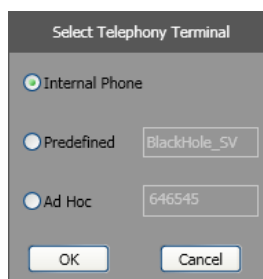 Select Telephony Terminal
Internal Phone
Predefined BlackHole_SV
Ad Hoc 646545
OK Cancel